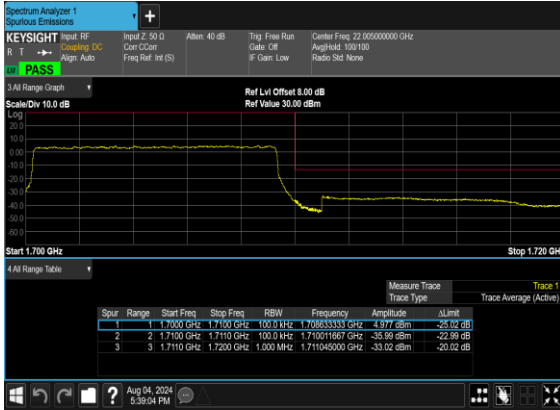 Spectrum Analyzer 1
Spurious Emissions
+
KEYSIGHT Input: RF Input Z: 50 Ω Atten: 40 dB Trig: Free Run Center Freq: 22.005000000 GHz
R T Coupling: DC Corr CCorr Gate: Off Avg|Hold: 100/100
Align: Auto Freq Ref: Int (S) IF Gain: Low Radio Std: None
PASS
3 All Range Graph
Ref Lvl Offset 8.00 dB
Scale/Div 10.0 dB Ref Value 30.00 dBm
Log
20.0
10.0
0.00
-10.0
-20.0
-30.0
-40.0
-50.0
-60.0
Start 1.700 GHz Stop 1.720 GH
4 All Range Table
Measure Trace Trace 1
Trace Type Trace Average (Active)
Spur Range Start Freq Stop Freq RBW Frequency Amplitude ΔLimit
1 1 1.7000 GHz 1.7100 GHz 100.0 kHz 1.708633333 GHz 4.977 dBm -25.02 dB
2 2 1.7100 GHz 1.7110 GHz 100.0 kHz 1.710011667 GHz -35.99 dBm -22.99 dB
3 3 1.7110 GHz 1.7200 GHz 1.000 MHz 1.711045000 GHz -33.02 dBm -20.02 dB
? Aug 04, 2024
5:39:04 PM